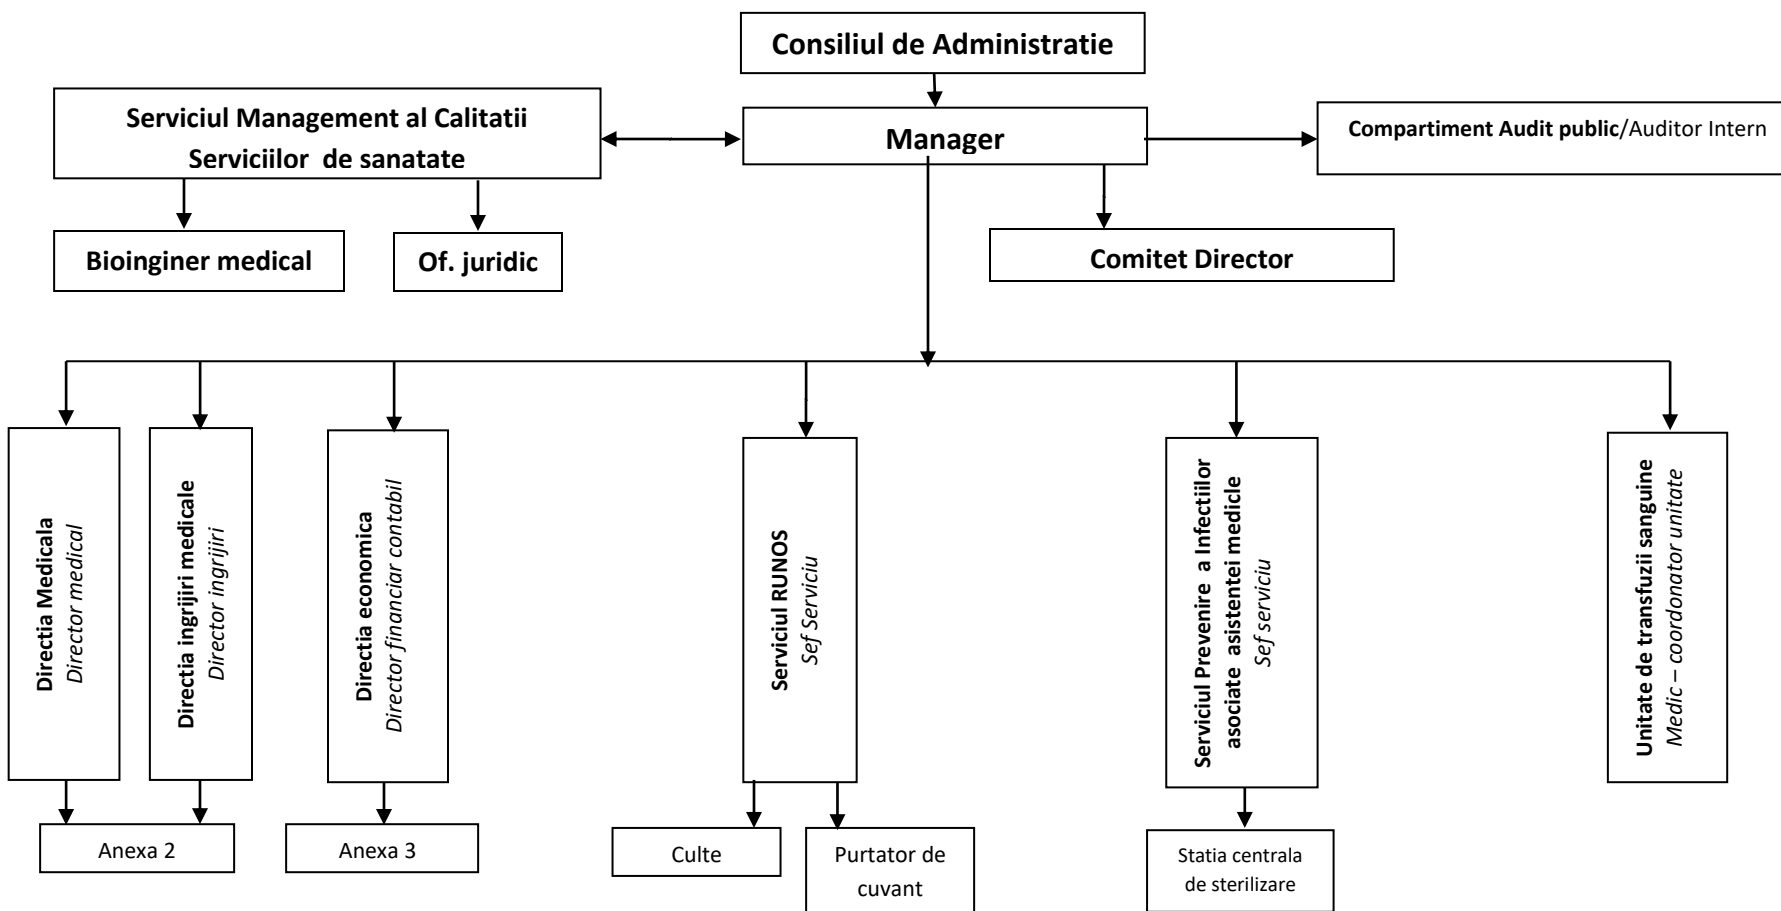 Consiliul de Administratie
Serviciul Management al Calitatii
Serviciilor de sanatate
Manager
Compartiment Audit public/Auditor Intern
Bioinginer medical
Of. juridic
Comitet Director
Directia Medicala
Director medical
Directia ingrijiri medicale
Director ingrijiri
Directia economica
Director financiar contabil
Serviciul RUNOS
Sef Serviciu
Serviciul Prevenire a Infectiilor
asociate asistentei medicle
Sef serviciu
Unitate de transfuzii sanguine
Medic – coordonator unitate
Anexa 2
Anexa 3
Culte
Purtator de
cuvant
Statia centrala
de sterilizare